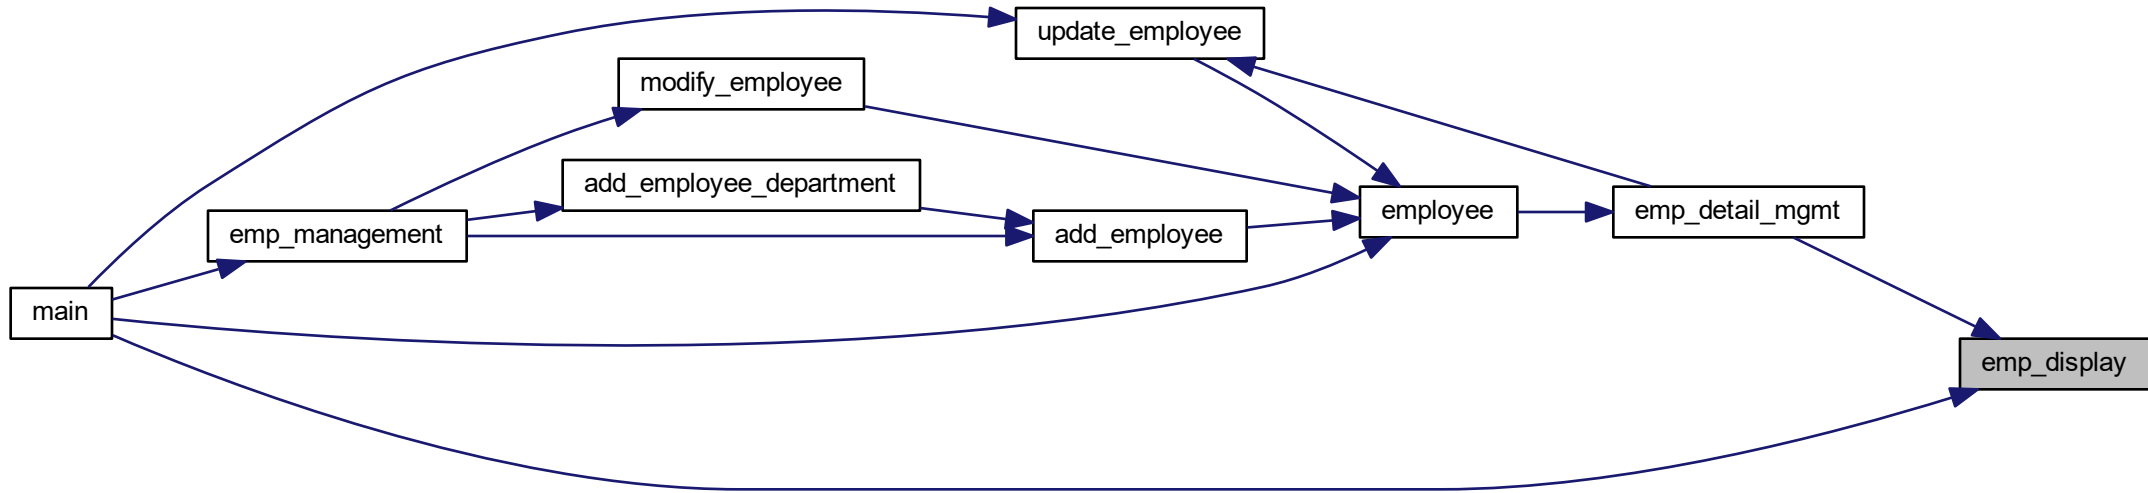 update_employee
modify_employee
add_employee_department
employee
emp_detail_mgmt
emp_management
add_employee
main
emp_display